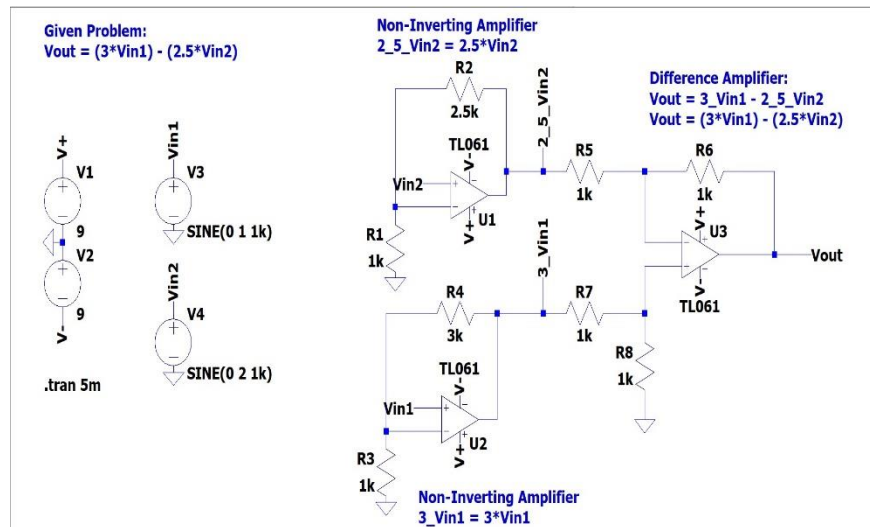 Given Problem:
Vout = (3*Vin1) - (2.5*Vin2)
V+
V1
9
V2
9
V-
.tran 5m
Vin1
V3
SINE(0 1 1k)
Vin2
V4
SINE(0 2 1k)
Non-Inverting Amplifier
2_5_Vin2 = 2.5*Vin2
R2
2.5k
TL061
V-
Vin2
U1
V+
R1
1k
2_5_Vin2
R5
1k
Difference Amplifier:
Vout = 3_Vin1 - 2_5_Vin2
Vout = (3*Vin1) - (2.5*Vin2)
R6
1k
V+
U3
Vout
V-
TL061
3_Vin1
R7
1k
R8
1k
R4
3k
TL061
V-
Vin1
U2
V+
R3
1k
Non-Inverting Amplifier
3_Vin1 = 3*Vin1